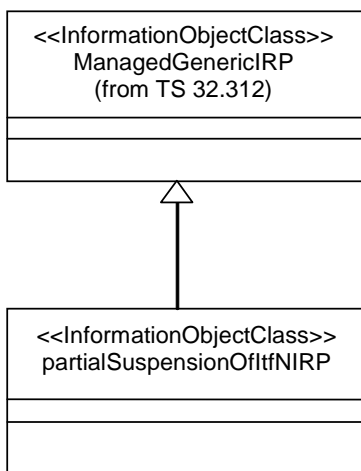 <<InformationObjectClass>>
ManagedGenericIRP
(from TS 32.312)
<<InformationObjectClass>>
partialSuspensionOfItfNIRP